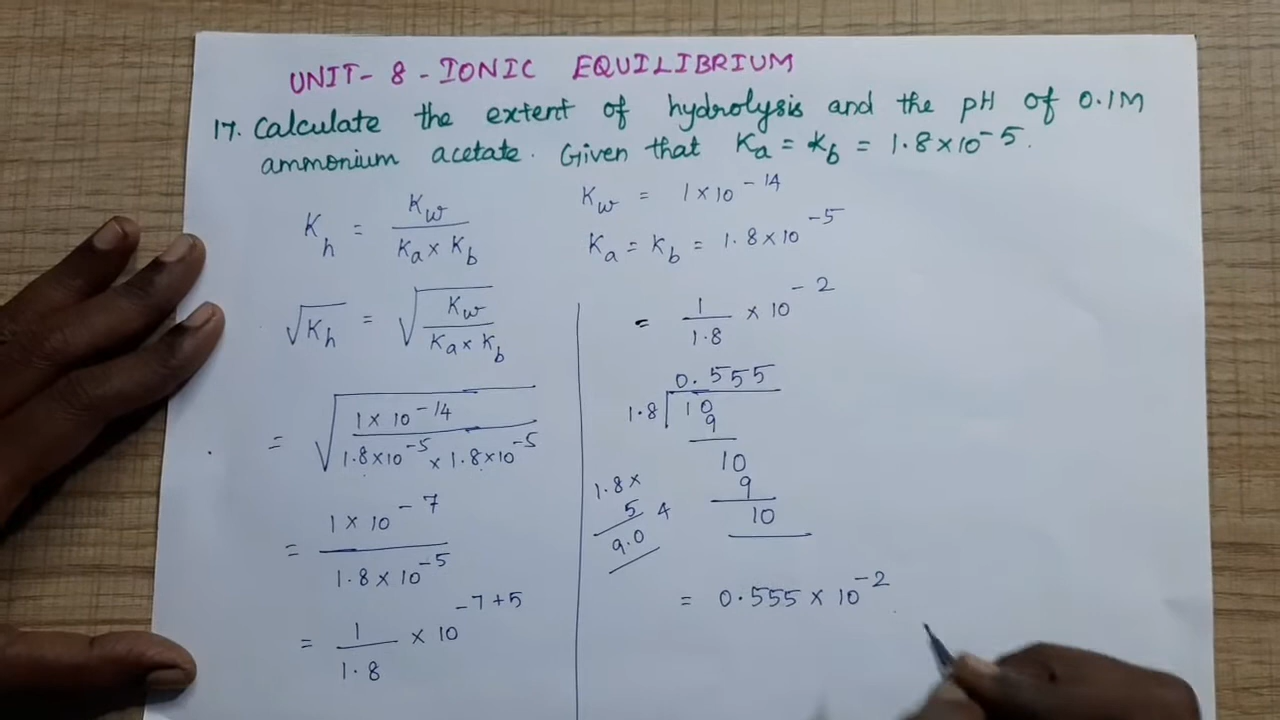 UNIT- 8 - IONIC EQUILIBRIUM
17. Calculate the extent of hydrolysis and the pH of 0.1M
ammonium acetate. Given that Ka = Kb = 1.8×10-5.
Kh = Kw / Ka × Kb
√Kh = √ Kw / Ka × Kb
= √ 1 × 10-14 / 1.8×10-5 × 1.8×10-5
= 1 × 10-7 / 1.8 × 10-5
= 1 / 1.8 × 10-7+5
Kw = 1×10-14
Ka = Kb = 1.8×10-5
= 1 / 1.8 × 10-2
0.555
1.8 10
9
10
9
10
1.8×
5 4
9.0
= 0.555 × 10-2